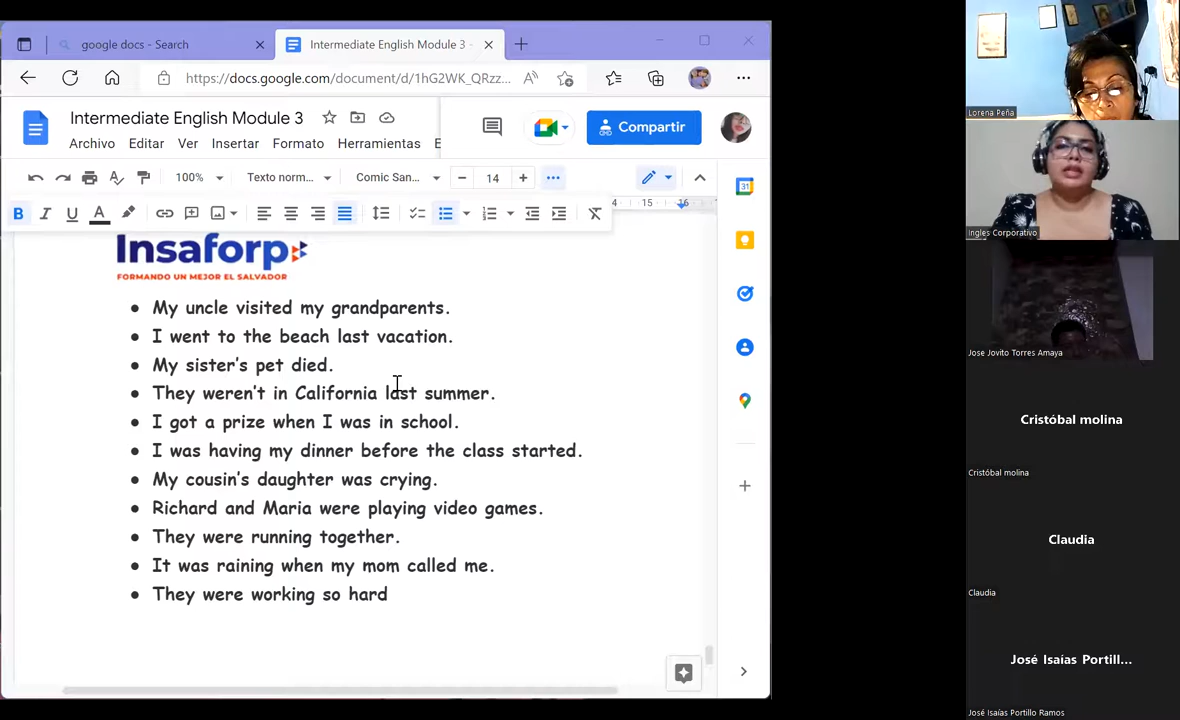 google docs - Search
Intermediate English Module 3 -
https://docs.google.com/document/d/1hG2WK_QRzz...
Intermediate English Module 3
Archivo Editar Ver Insertar Formato Herramientas E
Compartir
100% Texto norm... Comic San... 14
14 15 16
Insaforp
FORMANDO UN MEJOR EL SALVADOR
• My uncle visited my grandparents.
• I went to the beach last vacation.
• My sister's pet died.
• They weren't in California last summer.
• I got a prize when I was in school.
• I was having my dinner before the class started.
• My cousin's daughter was crying.
• Richard and Maria were playing video games.
• They were running together.
• It was raining when my mom called me.
• They were working so hard
Lorena Peña
Ingles Corporativo
Jose Jovito Torres Amaya
Cristóbal molina
Cristóbal molina
Claudia
Claudia
José Isaías Portill...
José Isaías Portillo Ramos